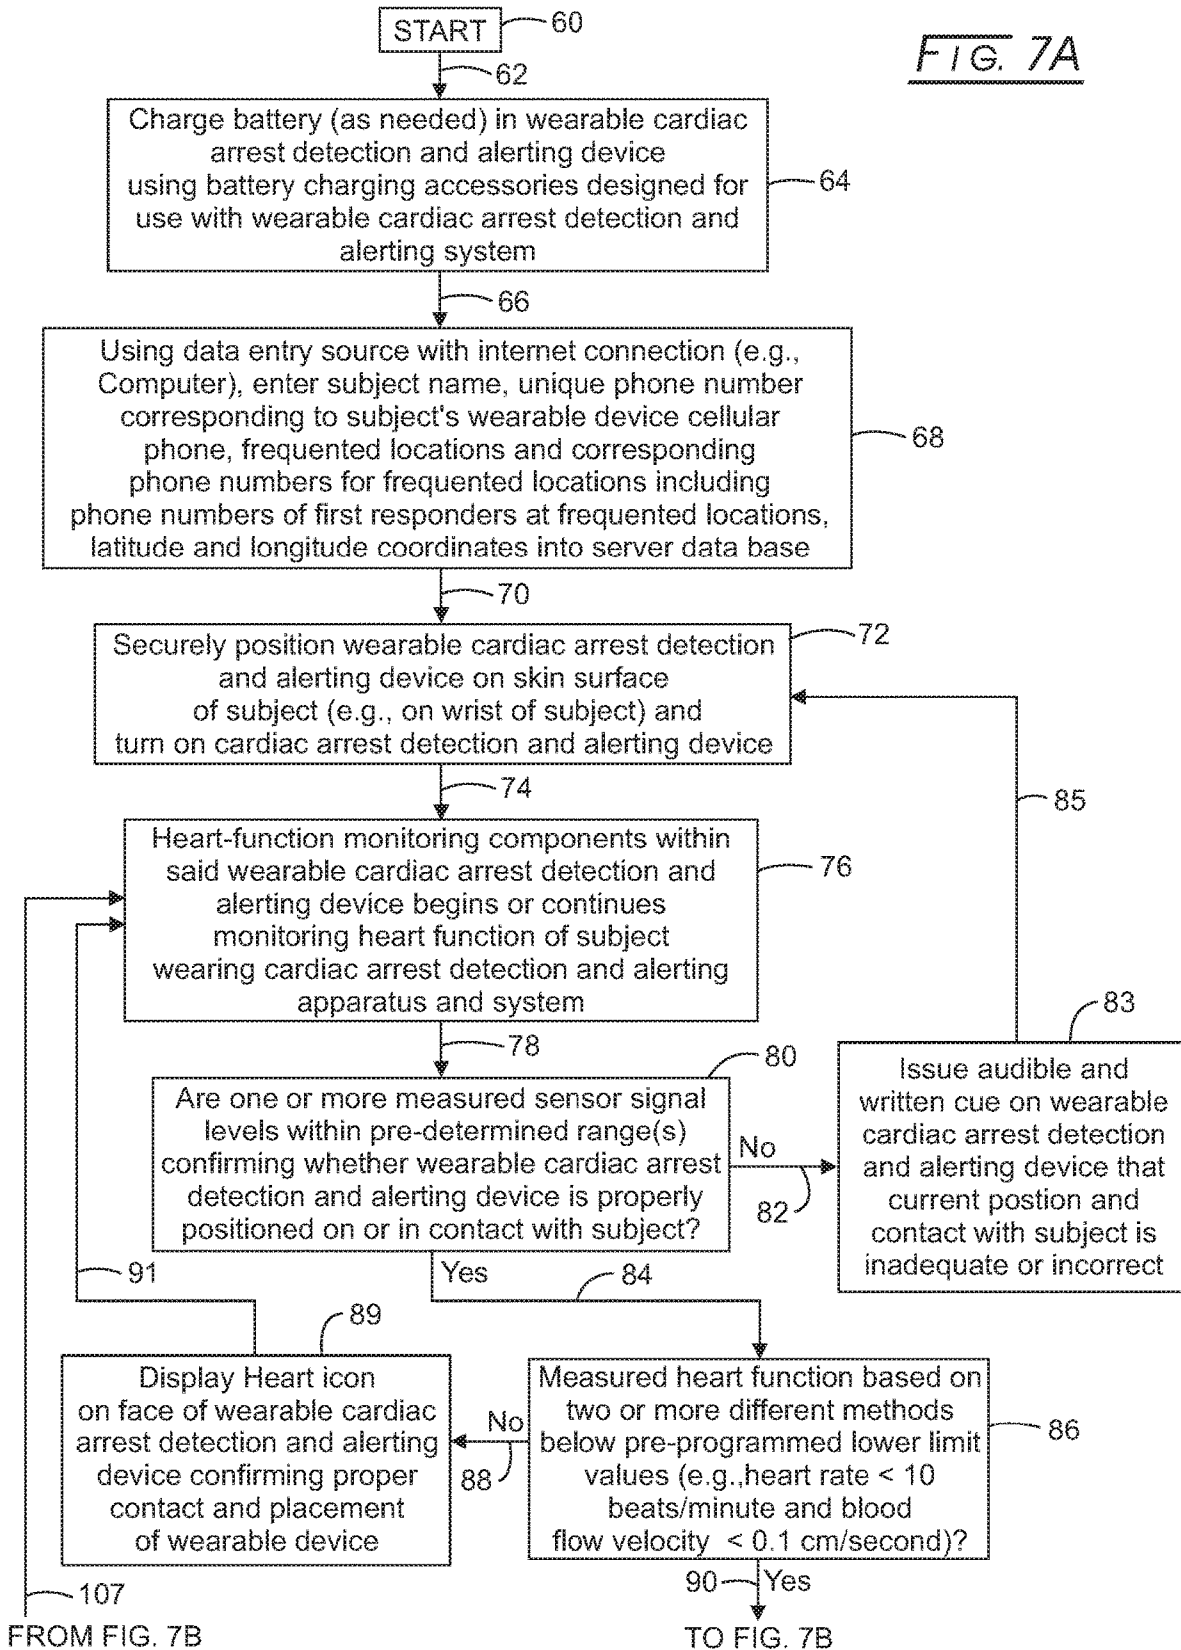 START
60
FIG. 7A
62
Charge battery (as needed) in wearable cardiac
arrest detection and alerting device
using battery charging accessories designed for
use with wearable cardiac arrest detection and
alerting system
64
66
Using data entry source with internet connection (e.g.,
Computer), enter subject name, unique phone number
corresponding to subject's wearable device cellular
phone, frequented locations and corresponding
phone numbers for frequented locations including
phone numbers of first responders at frequented locations,
latitude and longitude coordinates into server data base
68
70
Securely position wearable cardiac arrest detection
and alerting device on skin surface
of subject (e.g., on wrist of subject) and
turn on cardiac arrest detection and alerting device
72
74
85
Heart-function monitoring components within
said wearable cardiac arrest detection and
alerting device begins or continues
monitoring heart function of subject
wearing cardiac arrest detection and alerting
apparatus and system
76
78
80
Are one or more measured sensor signal
levels within pre-determined range(s)
confirming whether wearable cardiac arrest
detection and alerting device is properly
positioned on or in contact with subject?
No
82
83
Issue audible and
written cue on wearable
cardiac arrest detection
and alerting device that
current postion and
contact with subject is
inadequate or incorrect
91
Yes
84
89
Display Heart icon
on face of wearable cardiac
arrest detection and alerting
device confirming proper
contact and placement
of wearable device
No
88
Measured heart function based on
two or more different methods
below pre-programmed lower limit
values (e.g.,heart rate < 10
beats/minute and blood
flow velocity < 0.1 cm/second)?
86
107
90
Yes
FROM FIG. 7B
TO FIG. 7B